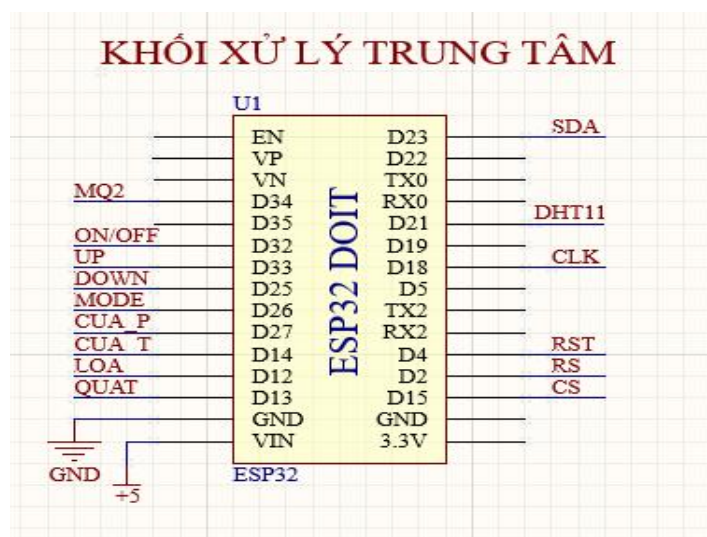 KHỐI XỬ LÝ TRUNG TÂM
U1
EN D23 SDA
VP D22
VN TX0
MQ2 D34 RX0
D35 D21 DHT11
ON/OFF D32 D19
UP D33 D18 CLK
DOWN D25 D5
MODE D26 TX2
CUA_P D27 RX2
CUA_T D14 D4 RST
LOA D12 D2 RS
QUAT D13 D15 CS
GND GND
VIN 3.3V
ESP32 DOIT
GND
ESP32
+5